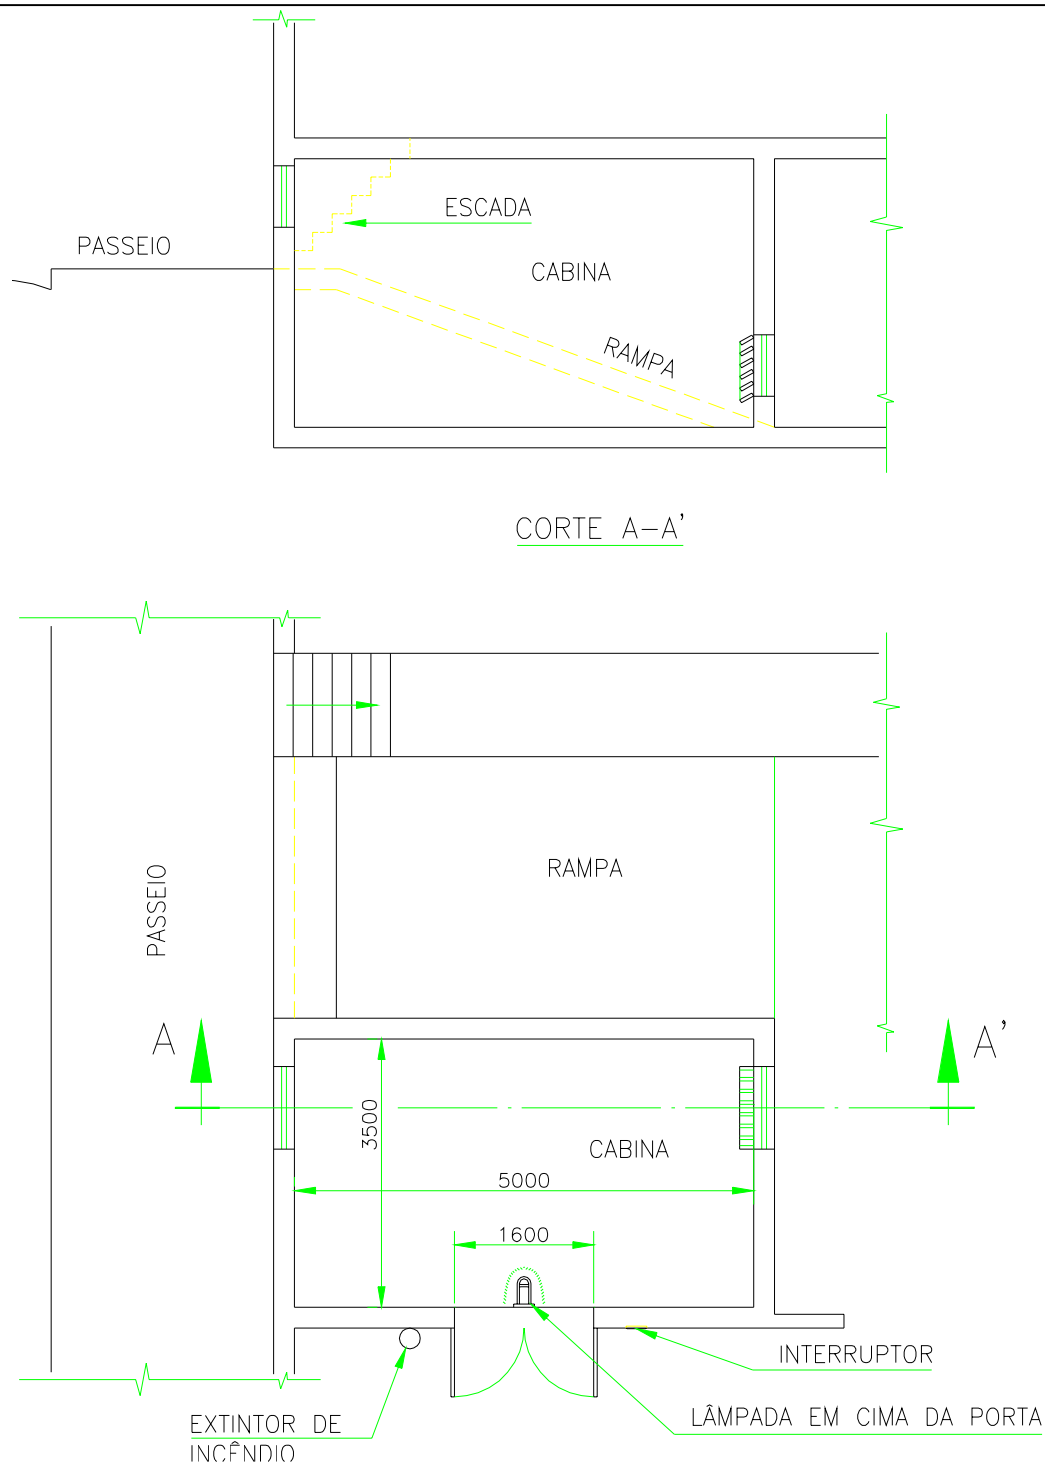 ESCADA
PASSEIO
CABINA
RAMPA
CORTE A-A'
RAMPA
PASSEIO
A
A'
3500
CABINA
5000
1600
INTERRUPTOR
LÂMPADA EM CIMA DA PORTA
EXTINTOR DE
INCÊNDIO